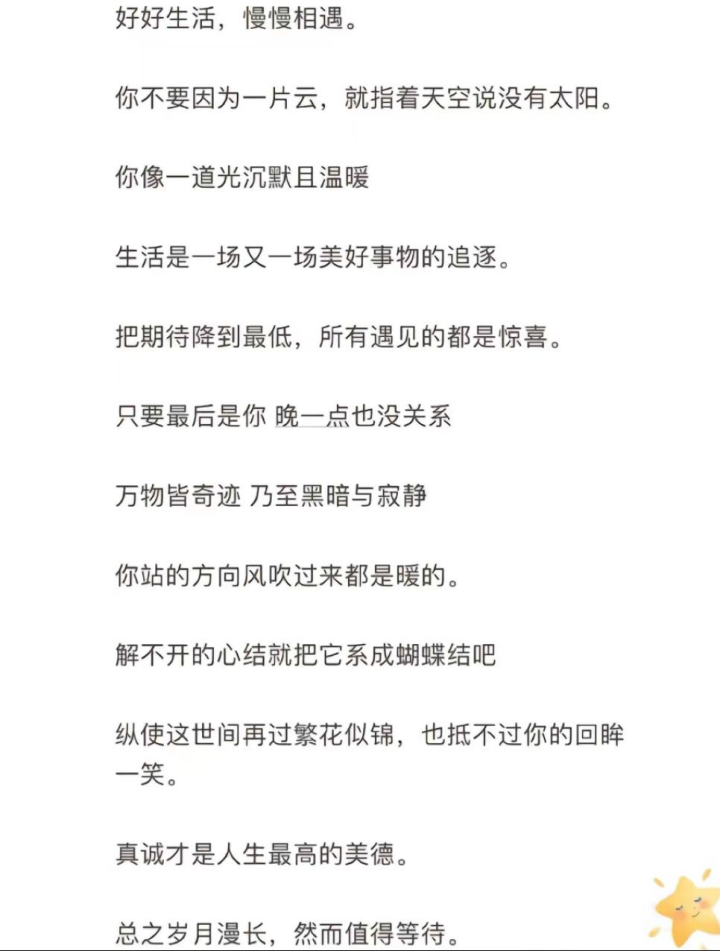 好好生活，慢慢相遇。
你不要因为一片云，就指着天空说没有太阳。
你像一道光沉默且温暖
生活是一场又一场美好事物的追逐。
把期待降到最低，所有遇见的都是惊喜。
只要最后是你 晚一点也没关系
万物皆奇迹 乃至黑暗与寂静
你站的方向风吹过来都是暖的。
解不开的心结就把它系成蝴蝶结吧
纵使这世间再过繁花似锦，也抵不过你的回眸
一笑。
真诚才是人生最高的美德。
总之岁月漫长，然而值得等待。